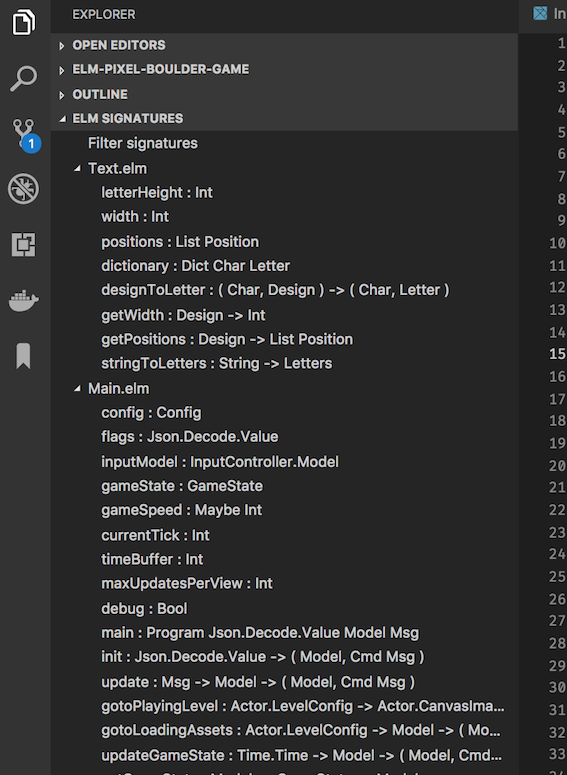 EXPLORER
OPEN EDITORS
ELM-PIXEL-BOULDER-GAME
OUTLINE
ELM SIGNATURES
Filter signatures
Text.elm
letterHeight : Int
width : Int
positions : List Position
dictionary : Dict Char Letter
designToLetter : ( Char, Design ) -> ( Char, Letter )
getWidth : Design -> Int
getPositions : Design -> List Position
stringToLetters : String -> Letters
Main.elm
config : Config
flags : Json.Decode.Value
inputModel : InputController.Model
gameState : GameState
gameSpeed : Maybe Int
currentTick : Int
timeBuffer : Int
maxUpdatesPerView : Int
debug : Bool
main : Program Json.Decode.Value Model Msg
init : Json.Decode.Value -> ( Model, Cmd Msg )
update : Msg -> Model -> ( Model, Cmd Msg )
gotoPlayingLevel : Actor.LevelConfig -> Actor.CanvasIma...
gotoLoadingAssets : Actor.LevelConfig -> Model -> ( Mo...
updateGameState : Time.Time -> Model -> ( Model, Cmd...
1
In
1
2
3
4
5
6
7
8
9
10
11
12
13
14
15
16
17
18
19
20
21
22
23
24
25
26
27
28
29
30
31
32
33